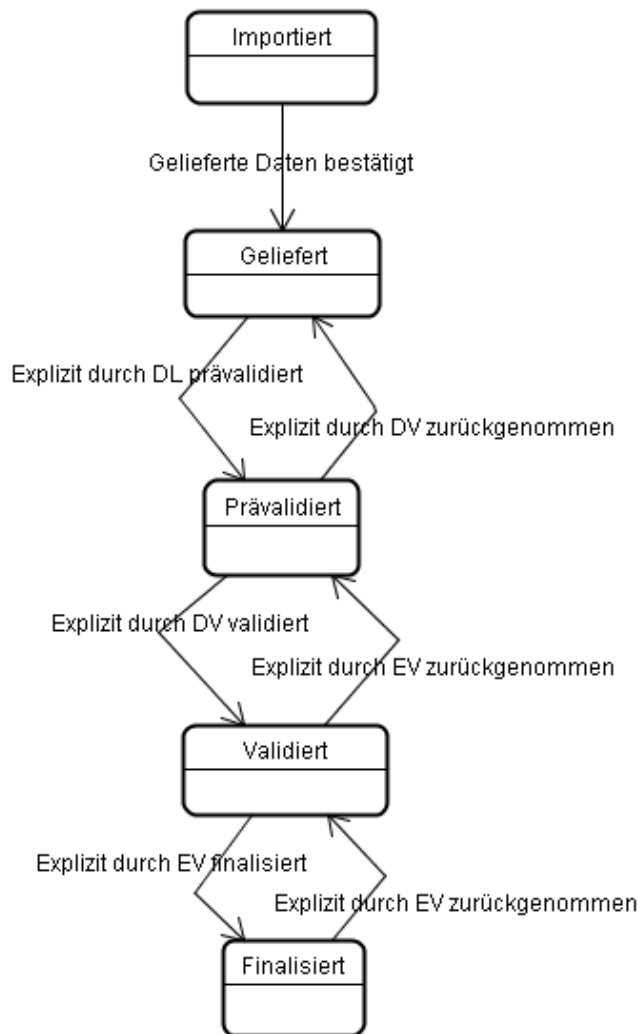 Importiert
Gelieferte Daten bestätigt
Geliefert
Explizit durch DL prävalidiert
Explizit durch DV zurückgenommen
Prävalidiert
Explizit durch DV validiert
Explizit durch EV zurückgenommen
Validiert
Explizit durch EV finalisiert
Explizit durch EV zurückgenommen
Finalisiert